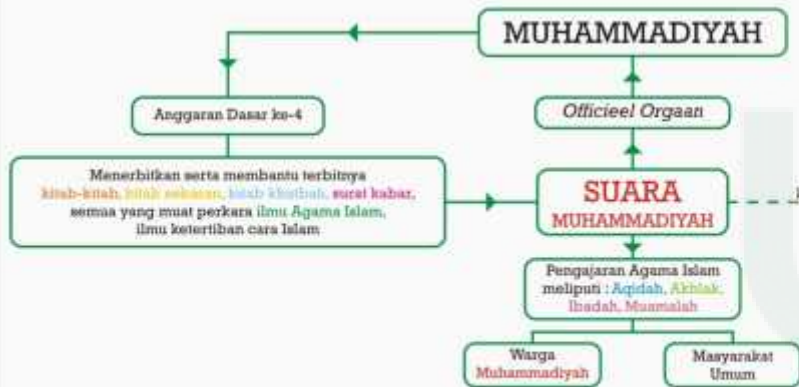 MUHAMMADIYAH
Anggaran Dasar ke-4
Officieel Orgaan
Menerbitkan serta membantu terbitnya
kitab-kitab, kitab sebaran, kitab khutbah, surat kabar,
semua yang muat perkara ilmu Agama Islam,
ilmu ketertiban cara Islam
SUARA
MUHAMMADIYAH
Pengajaran Agama Islam
meliputi : Aqidah, Akhlak,
Ibadah, Muamalah
Warga
Muhammadiyah
Masyarakat
Umum